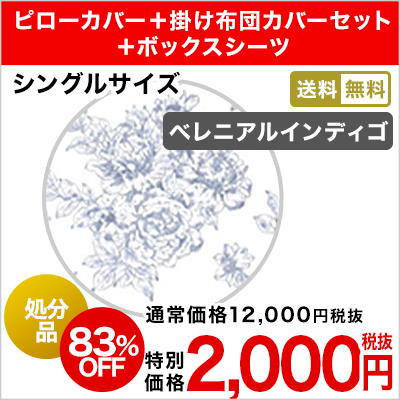 ピローカバー＋掛け布団カバーセット
＋ボックスシーツ
シングルサイズ
送料 無料
ベレニアルインディゴ
処分
品
83%
OFF
通常価格12,000円税抜
特別
価格
2,000円
税抜